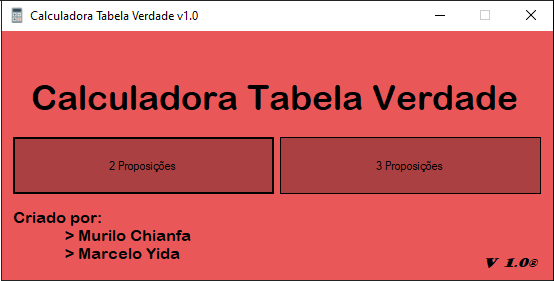 Calculadora Tabela Verdade v1.0
Calculadora Tabela Verdade
2 Proposições
3 Proposições
Criado por:
> Murilo Chianfa
> Marcelo Yida
V 1.0®